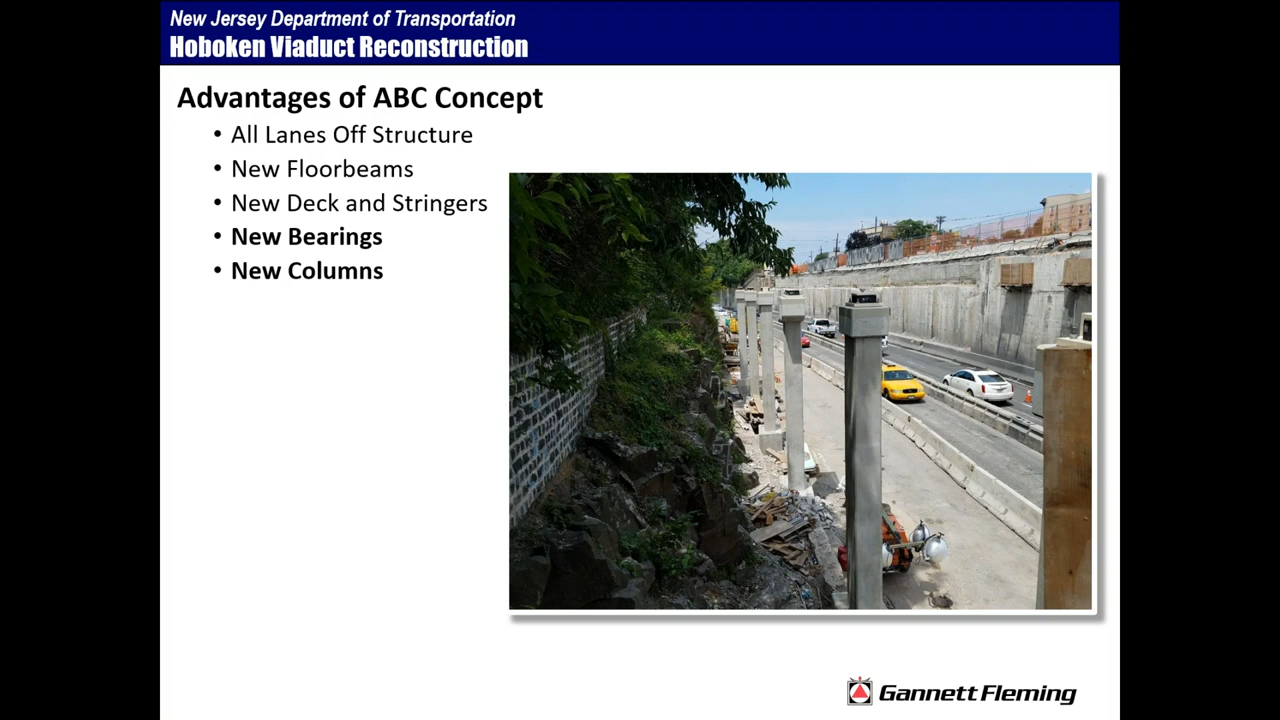 New Jersey Department of Transportation
Hoboken Viaduct Reconstruction
Advantages of ABC Concept
• All Lanes Off Structure
• New Floorbeams
• New Deck and Stringers
• New Bearings
• New Columns
Gannett Fleming